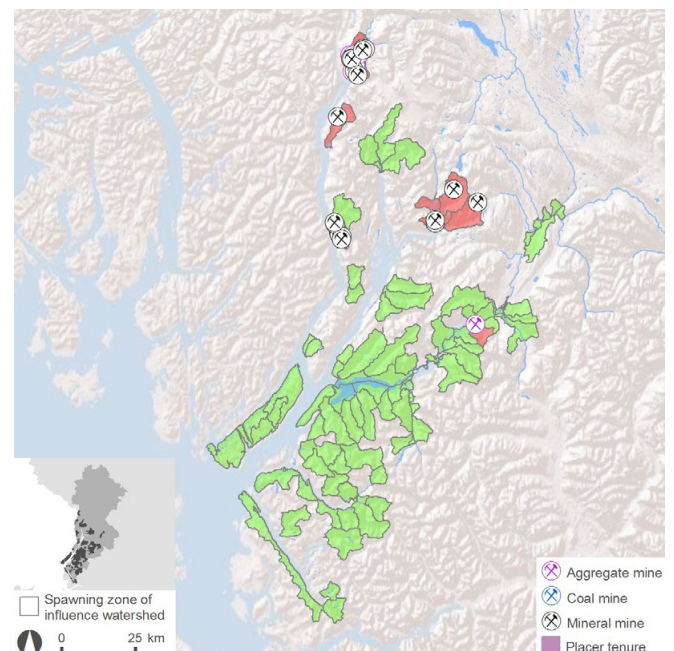 Spawning zone of
influence watershed
0 25 km
Aggregate mine
Coal mine
Mineral mine
Placer tenure